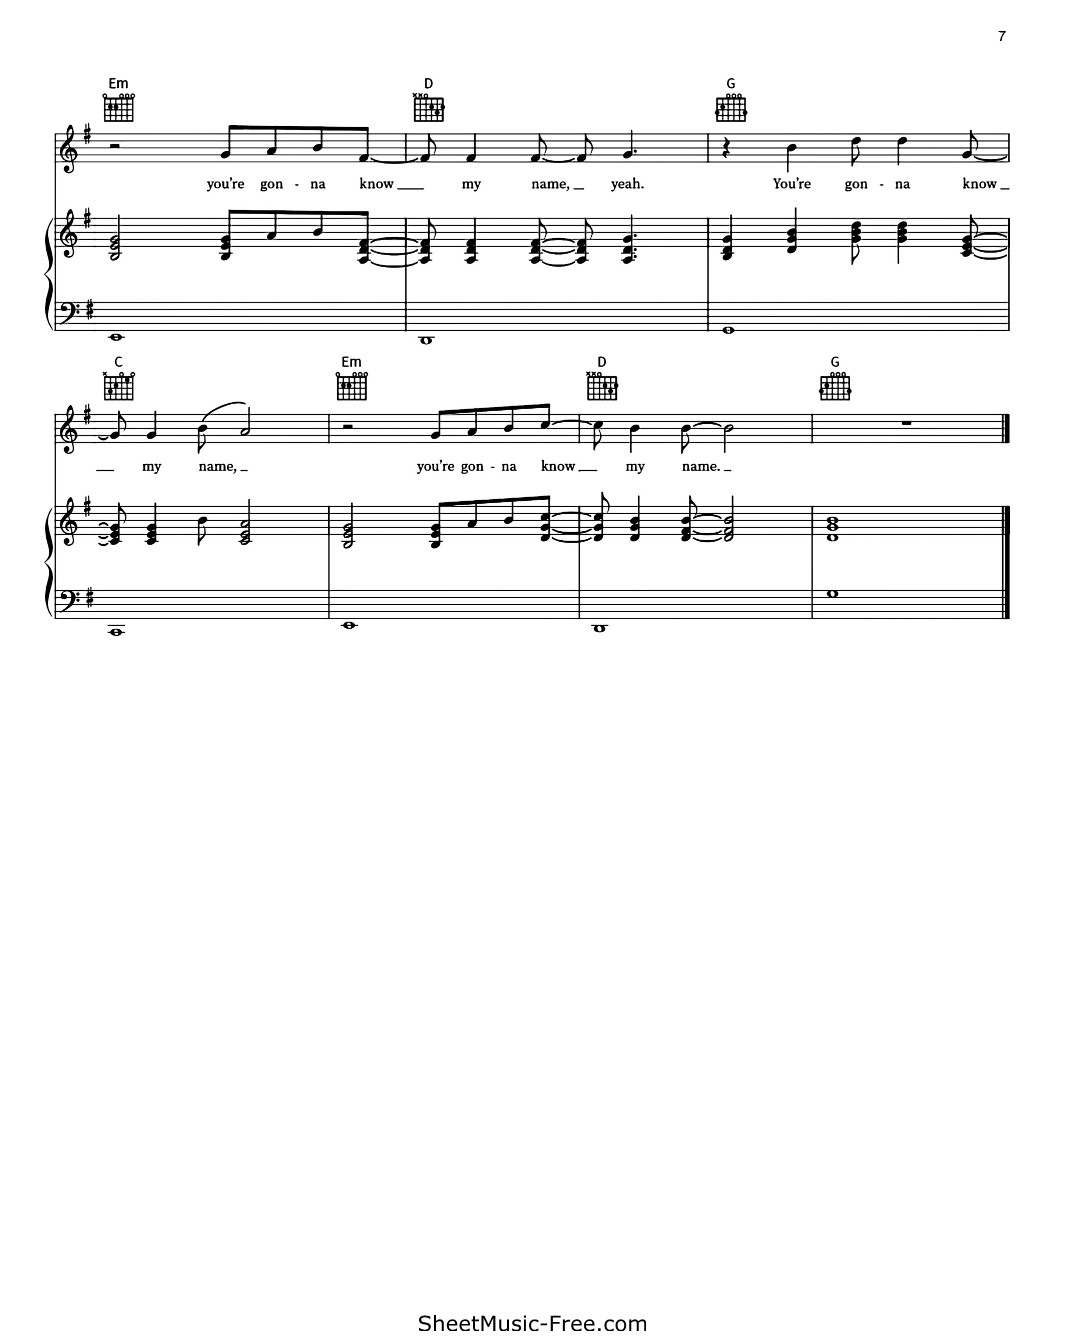 7
Em D G
you're gon - na know my name, yeah. You're gon - na know
C Em D G
my name, you're gon - na know my name.
SheetMusic-Free.com